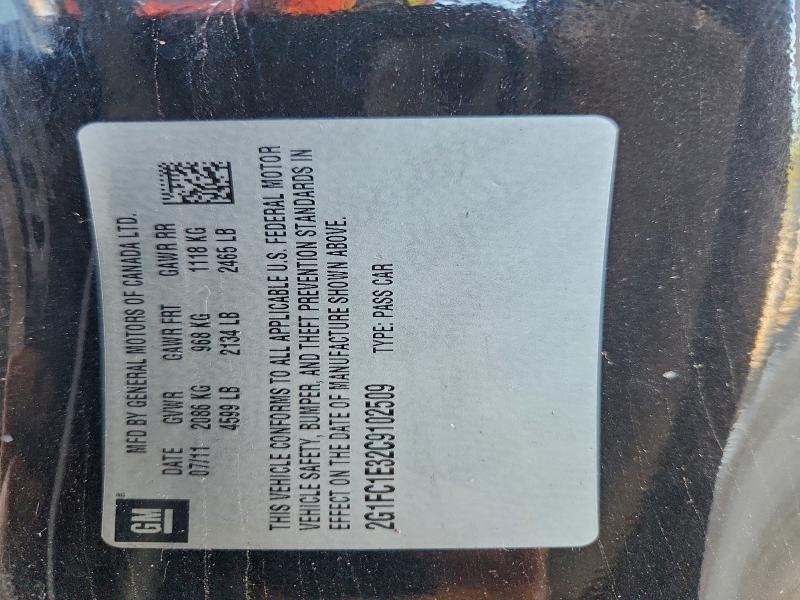 GM
MFD BY GENERAL MOTORS OF CANADA LTD.
DATE GVWR GAWR FRT GAWR RR
07/11 2086 KG 968 KG 1118 KG
4599 LB 2134 LB 2465 LB
THIS VEHICLE CONFORMS TO ALL APPLICABLE U.S. FEDERAL MOTOR
VEHICLE SAFETY, BUMPER, AND THEFT PREVENTION STANDARDS IN
EFFECT ON THE DATE OF MANUFACTURE SHOWN ABOVE.
2G1FC1E32C9102509 TYPE: PASS CAR